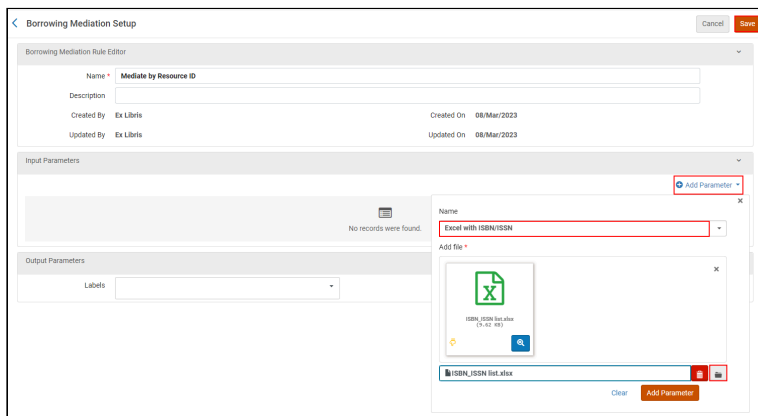 Borrowing Mediation Setup
Cancel
Save
Borrowing Mediation Rule Editor
Name * Mediate by Resource ID
Description
Created By Ex Libris Created On 08/Mar/2023
Updated By Ex Libris Updated On 08/Mar/2023
Input Parameters
Add Parameter
No records were found.
Name
Excel with ISBN/ISSN
Add file *
X
ISBN_ISSN list.xlsx
(9.62 KB)
ISBN_ISSN list.xlsx
Clear
Add Parameter
Output Parameters
Labels